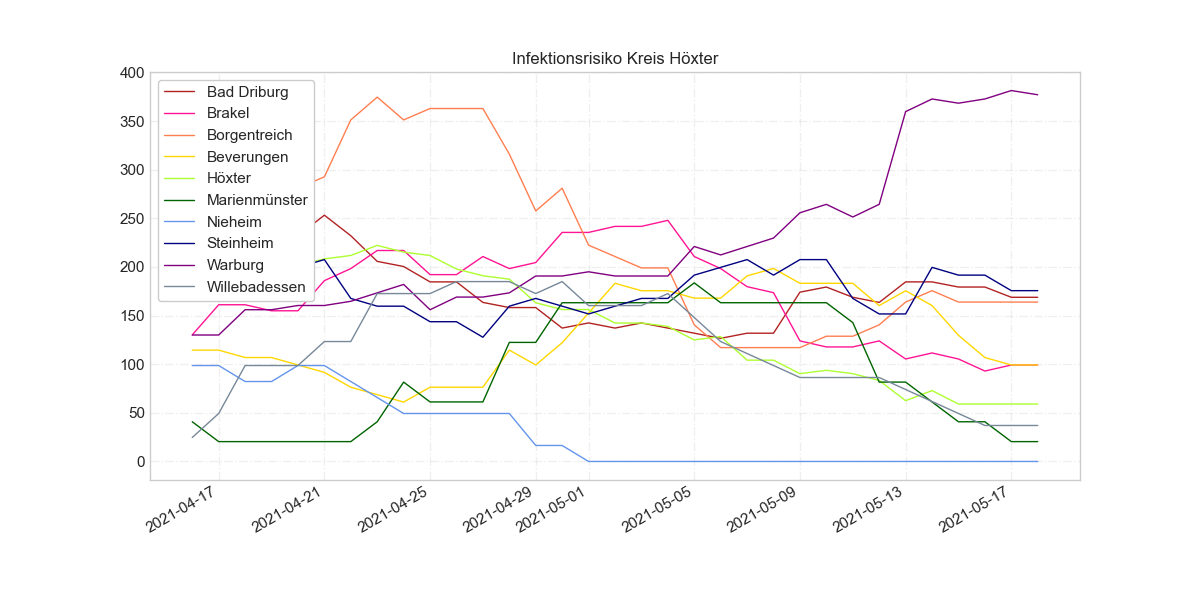 Infektionsrisiko Kreis Höxter
400
350
300
250
200
150
100
50
0
Bad Driburg
Brakel
Borgentreich
Beverungen
Höxter
Marienmünster
Nieheim
Steinheim
Warburg
Willebadessen
2021-04-17
2021-04-21
2021-04-25
2021-04-29
2021-05-01
2021-05-05
2021-05-09
2021-05-13
2021-05-17